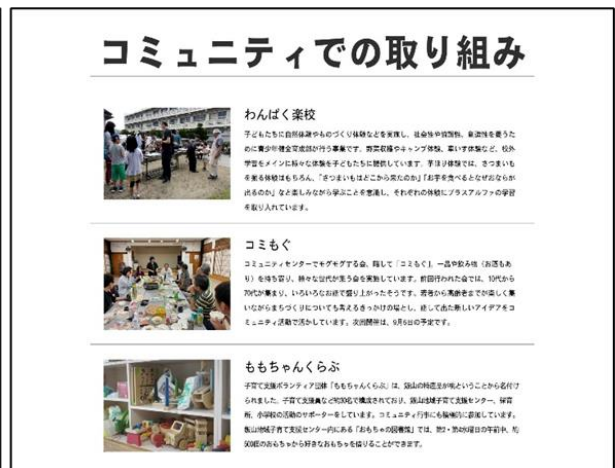 コミュニティでの取り組み
わんぱく楽校
子どもたちに自然体験やものづくり体験などを実施し、社会性や協調性、創造性を養うた
めに青少年健全育成部が行う事業です。野菜収穫やキャンプ体験、車いす体験など、校外
学習をメインに様々な体験を子どもたちに提供しています。芋ほり体験では、さつまいも
を掘る体験はもちろん、「さつまいもはどこから来たのか」「お芋を食べるとなぜおならが
出るのか」など楽しみながら学ぶことを意識し、それぞれの体験にプラスアルファの学習
を取り入れています。
コミもぐ
コミュニティセンターでモグモグする会、略して「コミもぐ」。一品や飲み物（お酒もあ
り）を持ち寄り、様々な世代が集う会を実施しています。前回行われた会では、10代から
70代が集まり、いろいろなお話で盛り上がったそうです。若者から高齢者までが楽しく集
いながらまちづくりについても考えるきっかけの場とし、話して出た新しいアイデアをコ
ミュニティ活動で活かしています。次回開催は、9月6日の予定です。
ももちゃんくらぶ
子育て支援ボランティア団体「ももちゃんくらぶ」は、飯山の特産品が桃ということから名付け
られました。子育て支援員など約30名で構成されており、飯山地域子育て支援センター、保育
所、小学校の活動のサポーターをしています。コミュニティ行事にも積極的に参加しています。
飯山地域子育て支援センター内にある「おもちゃの図書館」では、第2・第4水曜日の午前中、約
500個のおもちゃから好きなおもちゃを借りることができます。